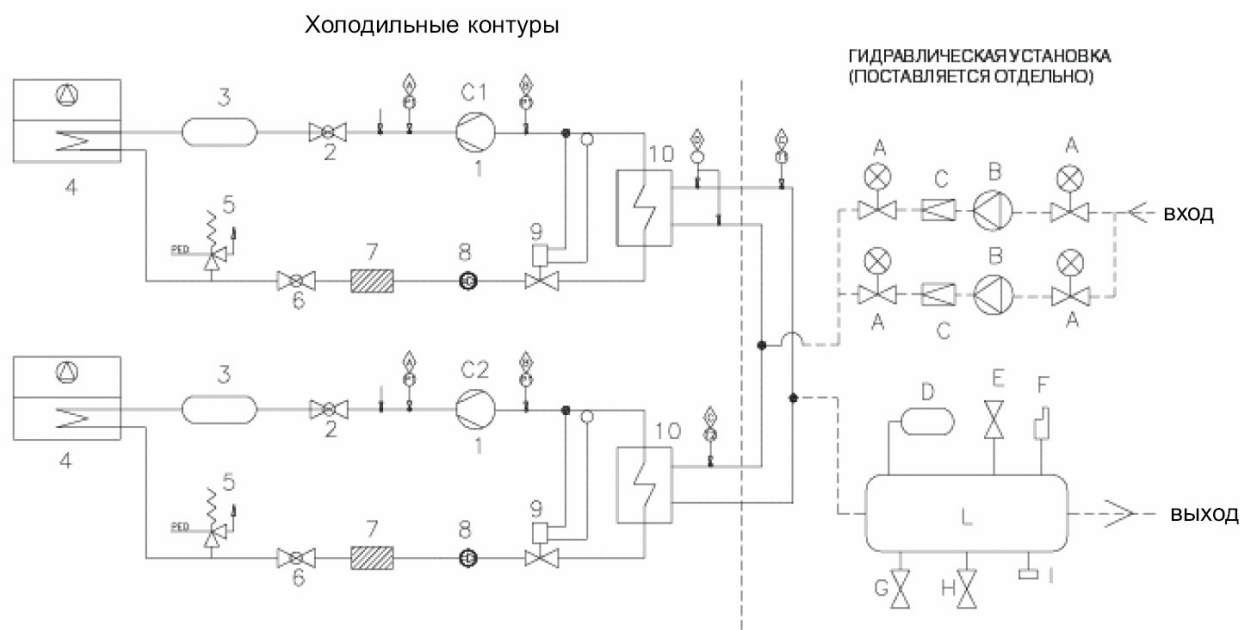 Холодильные контуры
ГИДРАВЛИЧЕСКАЯ УСТАНОВКА
(ПОСТАВЛЯЕТСЯ ОТДЕЛЬНО)
3
C1
2
1
10
4
5
PED
6
7
8
9
A
B
C
A
ВХОД
A
C
B
A
3
C2
2
1
10
4
5
PED
6
7
8
9
D
E
F
L
ВЫХОД
G
H
I